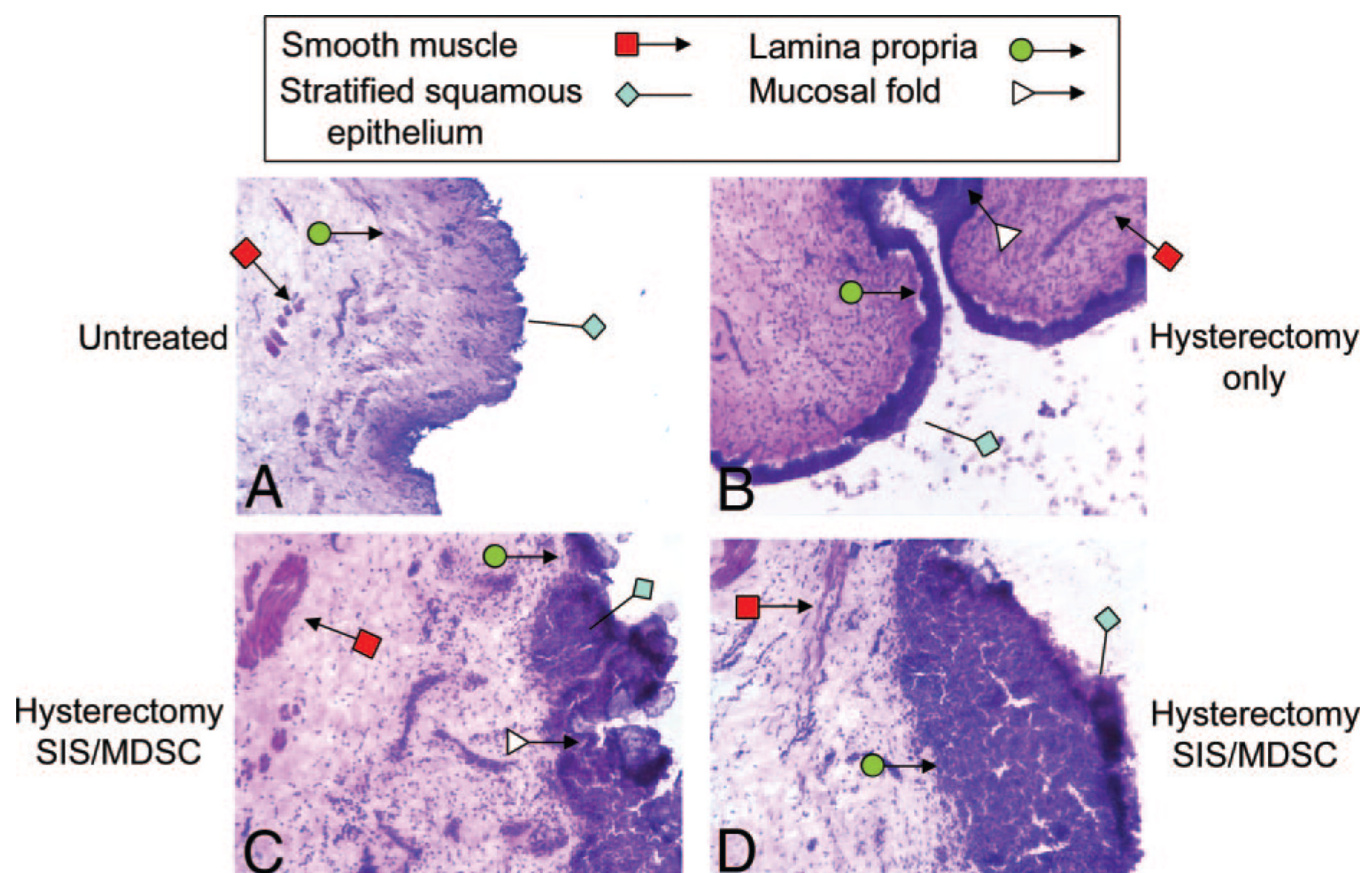 Smooth muscle
Lamina propria
Stratified squamous
epithelium
Mucosal fold
Untreated
A
B
Hysterectomy
only
Hysterectomy
SIS/MDSC
C
D
Hysterectomy
SIS/MDSC